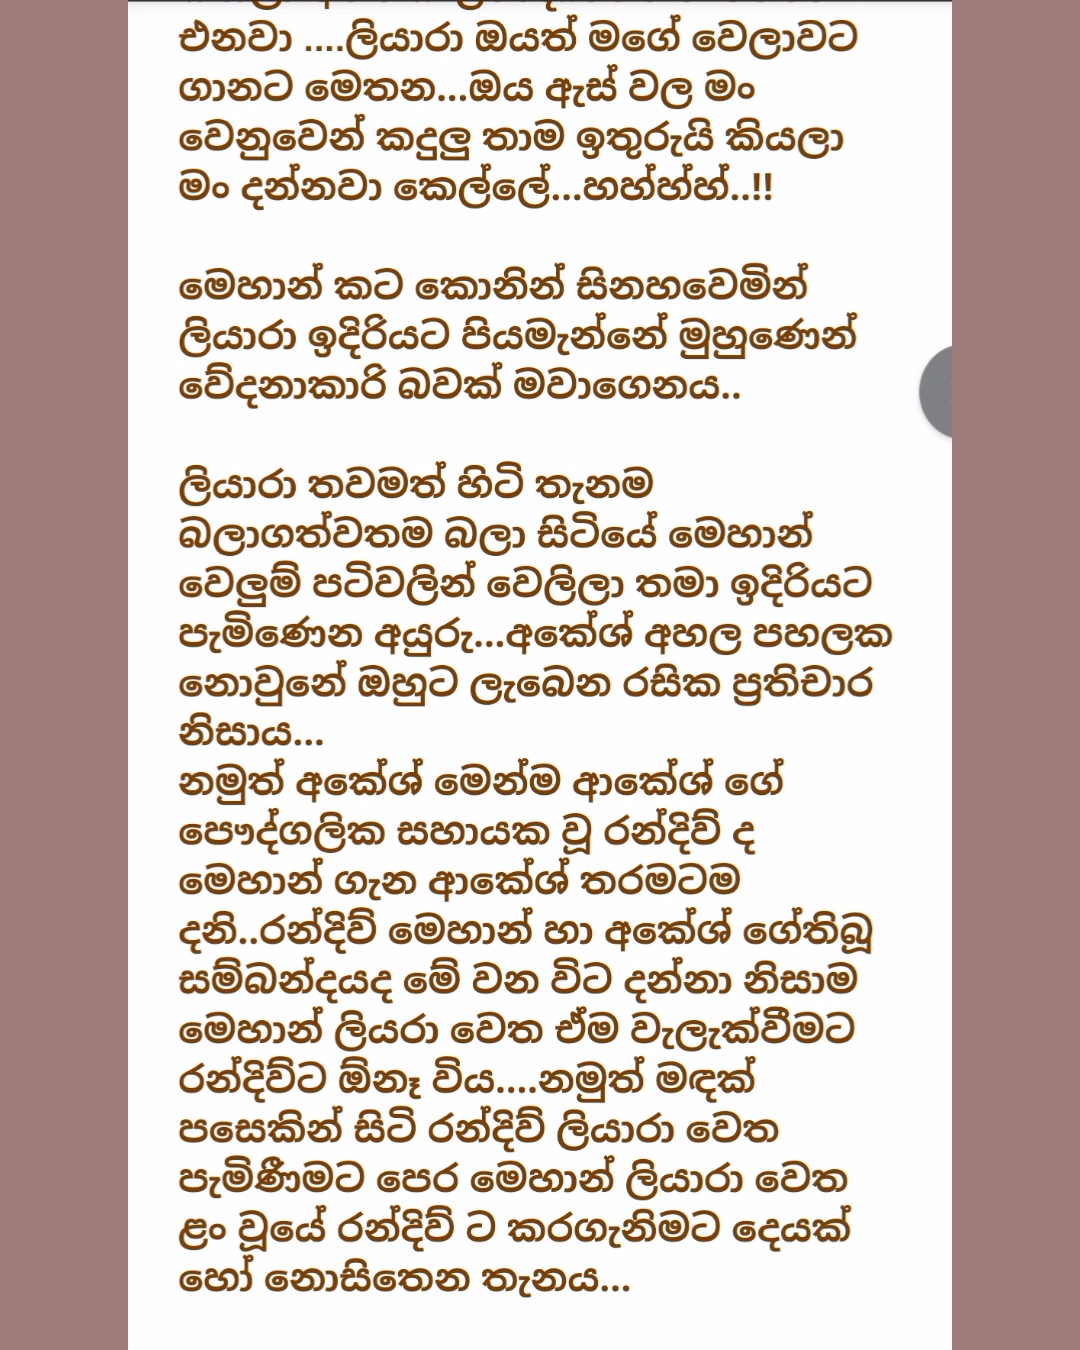 එනවා ....ලියාරා ඔයත් මගේ වෙලාවට
ගානට මෙතන...ඔය ඇස් වල මං
වෙනුවෙන් කදුලු තාම ඉතුරුයි කියලා
මං දන්නවා කෙල්ලේ...හහ්හ්හ්..!!
මෙහාන් කට කොනින් සිනහවෙමින්
ලියාරා ඉදිරියට පියමැන්නේ මුහුණෙන්
වේදනාකාරි බවක් මවාගෙනය..
ලියාරා තවමත් හිටි තැනම
බලාගත්වතම බලා සිටියේ මෙහාන්
වෙලුම් පටිවලින් වෙලිලා තමා ඉදිරියට
පැමිණෙන අයුරු...අකේශ් අහල පහලක
නොවුනේ ඔහුට ලැබෙන රසික ප්‍රතිචාර
නිසාය...
නමුත් අකේශ් මෙන්ම ආකේශ් ගේ
පෞද්ගලික සහායක වූ රන්දිව් ද
මෙහාන් ගැන ආකේශ් තරමටම
දනි..රන්දිව් මෙහාන් හා අකේශ් ගේතිබූ
සම්බන්දයද මේ වන විට දන්නා නිසාම
මෙහාන් ලියරා වෙත ඒම වැලැක්වීමට
රන්දිව්ට ඕනෑ විය....නමුත් මඳක්
පසෙකින් සිටි රන්දිව් ලියාරා වෙත
පැමිණීමට පෙර මෙහාන් ලියාරා වෙත
ළං වූයේ රන්දිව් ට කරගැනිමට දෙයක්
හෝ නොසිතෙන තැනය...